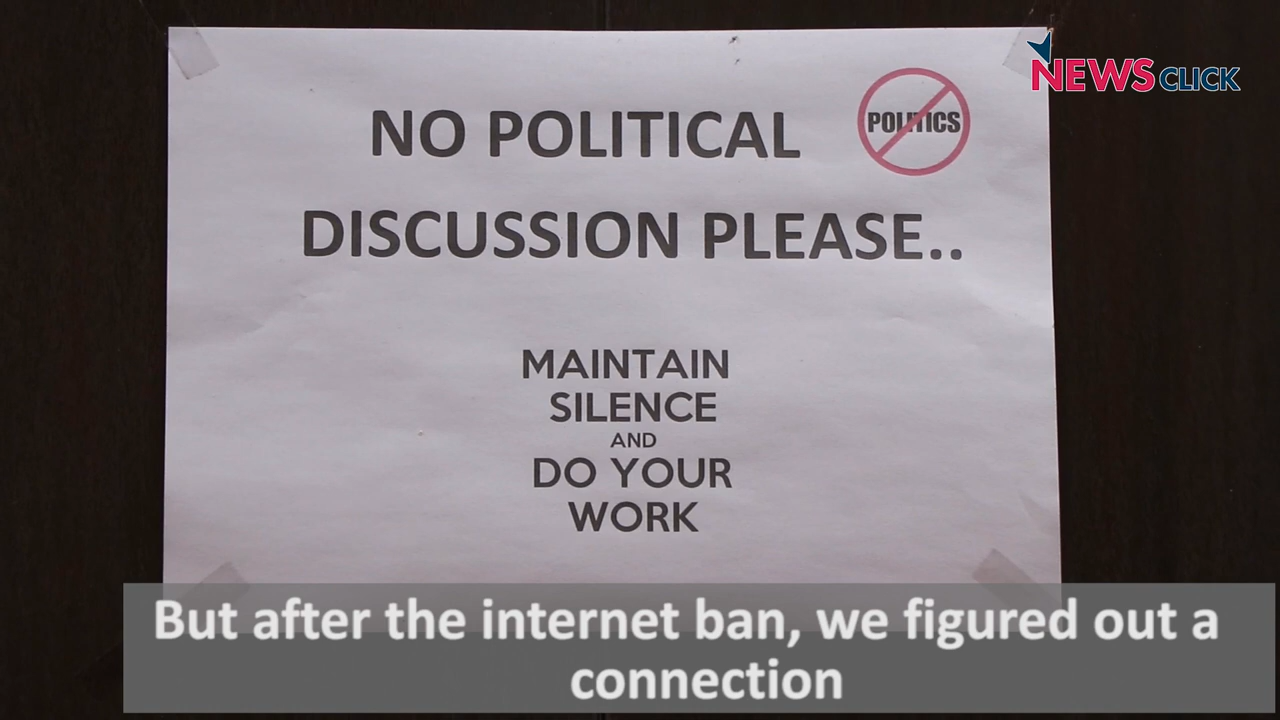 NEWSCLICK
NO POLITICAL
POLITICS
DISCUSSION PLEASE..
MAINTAIN
SILENCE
AND
DO YOUR
WORK
But after the internet ban, we figured out a
connection